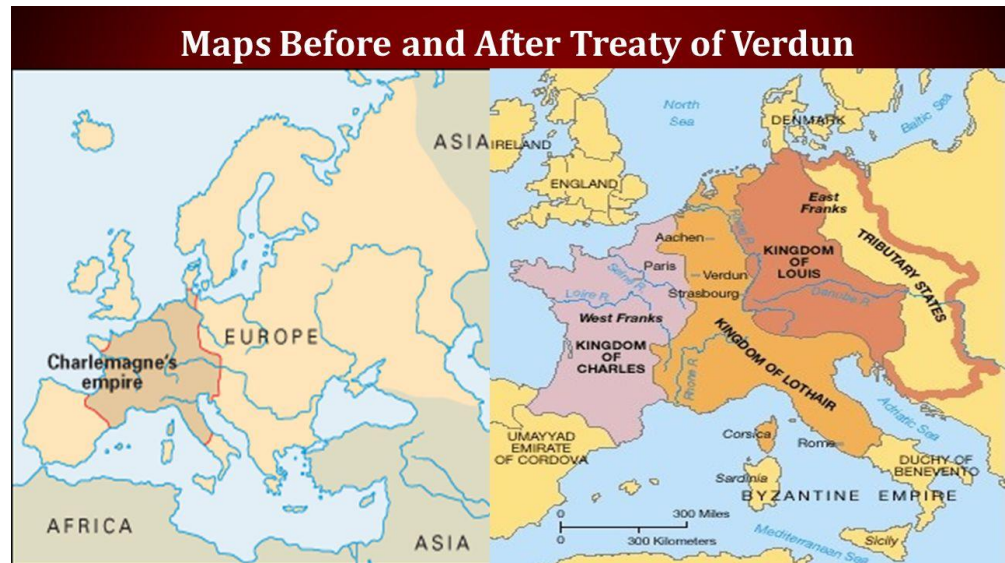 Maps Before and After Treaty of Verdun
ASIA
EUROPE
Charlemagne's
empire
AFRICA
ASIA
North
Sea
DENMARK
Baltic Sea
IRELAND
ENGLAND
East
Franks
Aachen
Rhine R.
KINGDOM
OF
LOUIS
TRIBUTARY STATES
Paris
Seine R.
Verdun
Strasbourg
Loire R.
Danube R.
West Franks
KINGDOM
OF
CHARLES
KINGDOM OF LOTHAIR
Rhone R.
Adriatic Sea
UMAYYAD
EMIRATE
OF CORDOVA
Corsica
Rome
DUCHY OF
BENEVENTO
Sardinia
BYZANTINE EMPIRE
0 300 Miles
0 300 Kilometers
Mediterranean Sea
Sicily